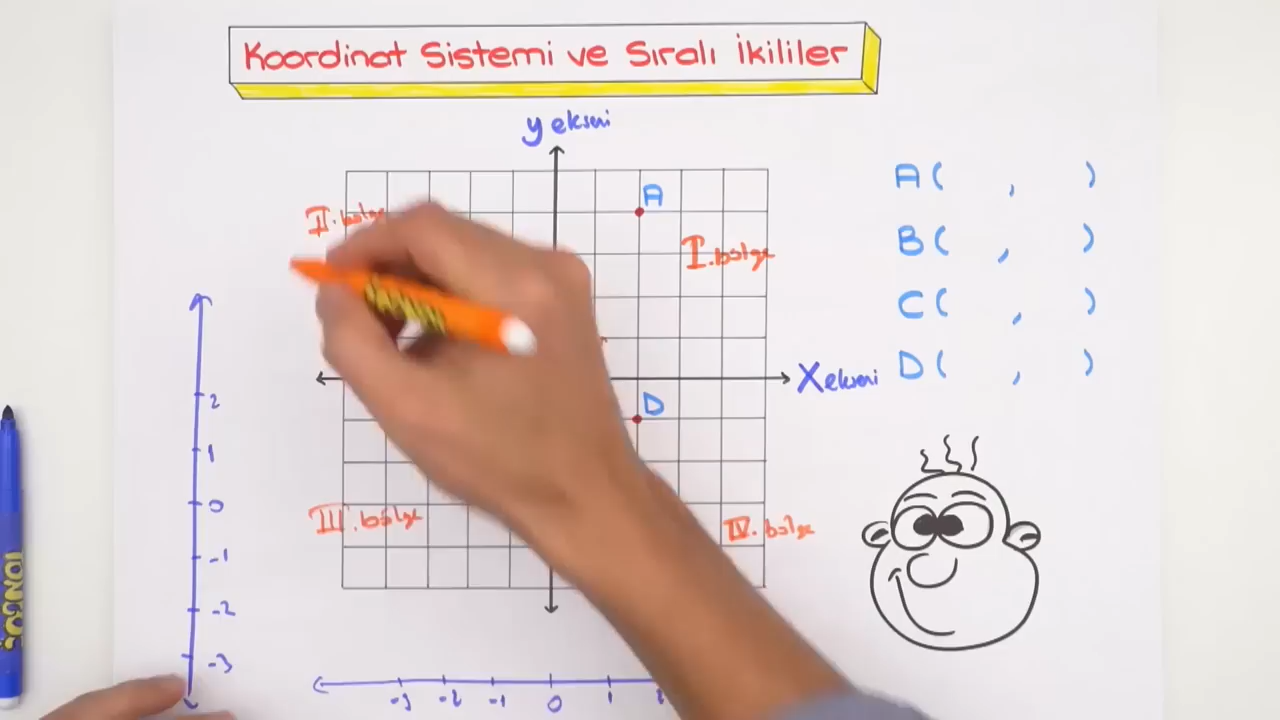 Koordinat Sistemi ve Sıralı İkililer
y ekseni
A
II. bölge
I. bölge
X ekseni
D
III. bölge
IV. bölge
A( , )
B( , )
C( , )
D( , )
2
1
0
-1
-2
-3
-3 -2 -1 0 1
TONGUÇ